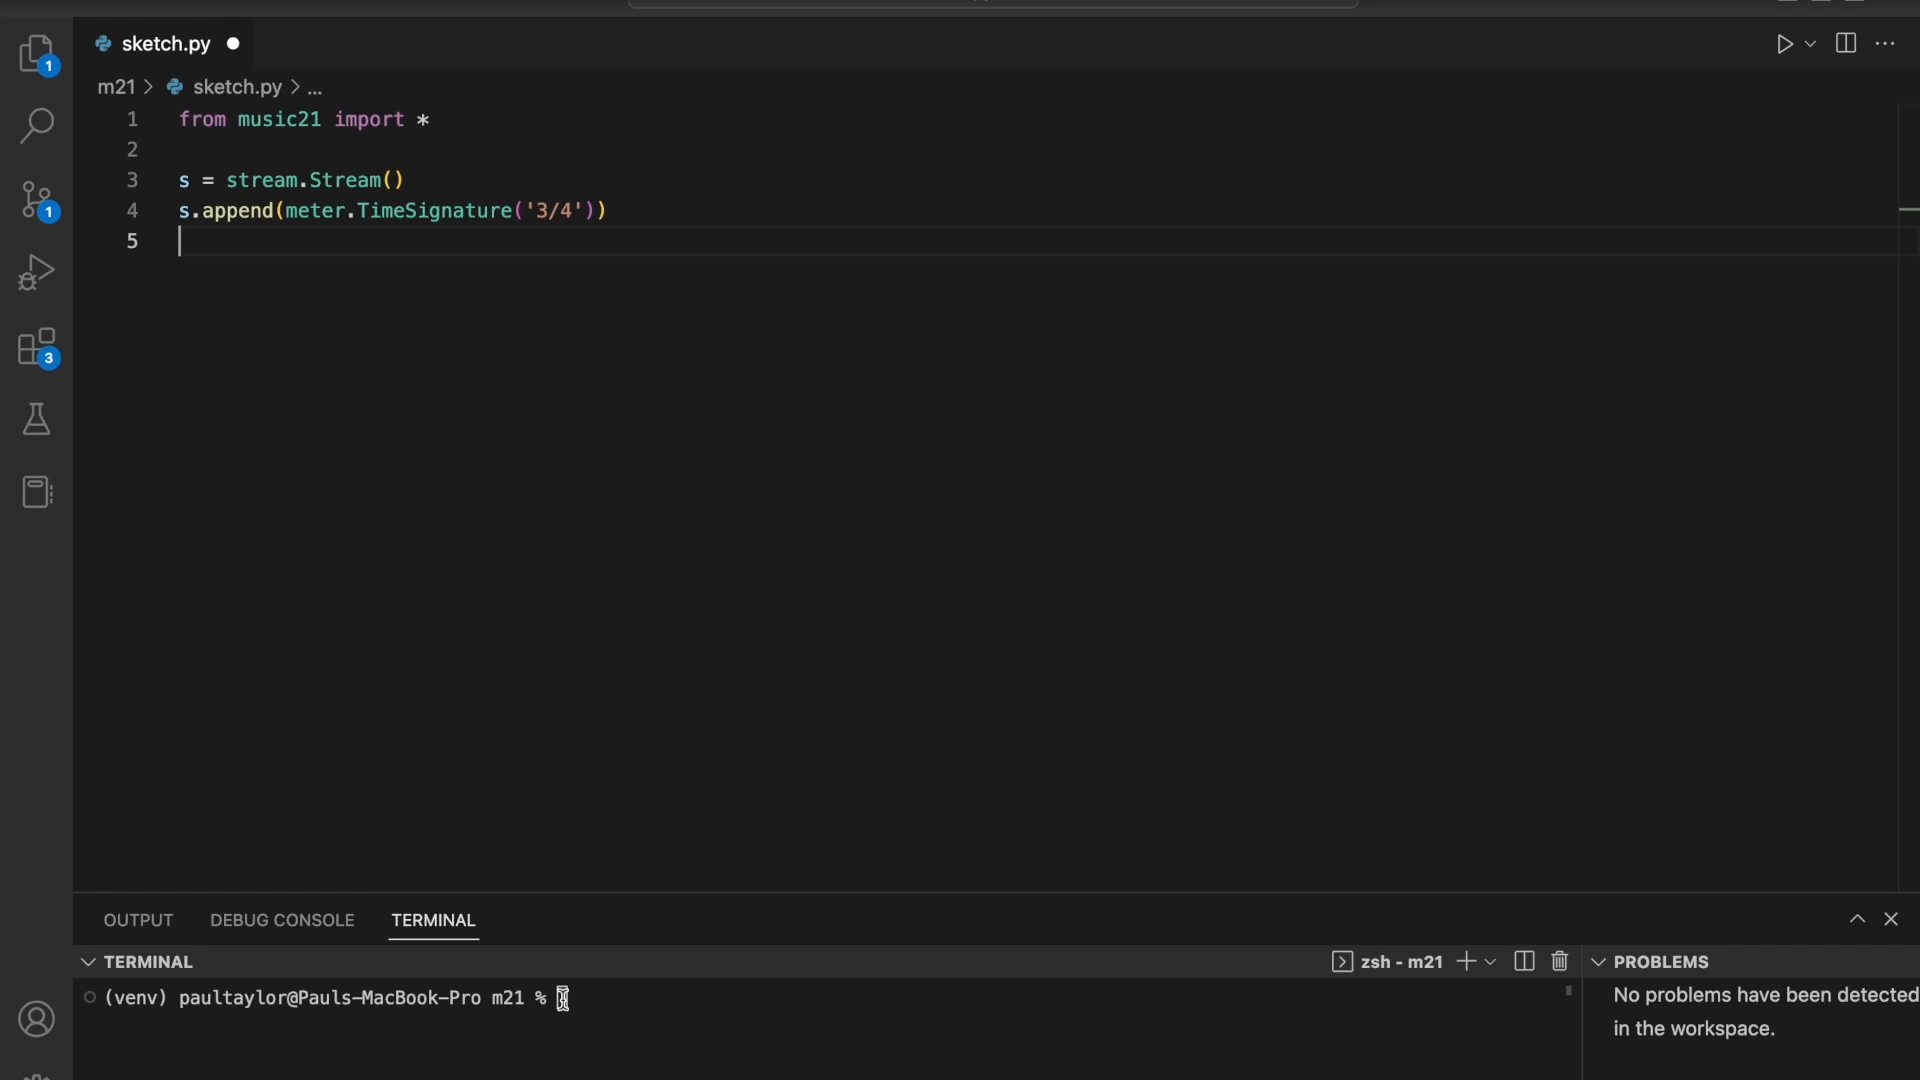 sketch.py
m21 > sketch.py > ...
1 from music21 import *
2
3 s = stream.Stream()
4 s.append(meter.TimeSignature('3/4'))
5
1
1
3
OUTPUT DEBUG CONSOLE TERMINAL
TERMINAL zsh - m21 PROBLEMS
(venv) paultaylor@Pauls-MacBook-Pro m21 %
No problems have been detected
in the workspace.